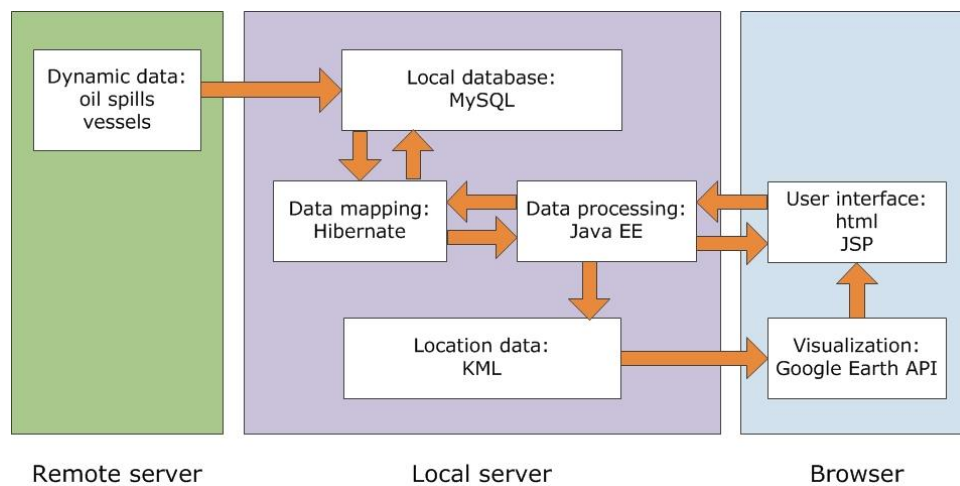 Dynamic data:
oil spills
vessels
Local database:
MySQL
Data mapping:
Hibernate
Data processing:
Java EE
User interface:
html
JSP
Location data:
KML
Visualization:
Google Earth API
Remote server
Local server
Browser